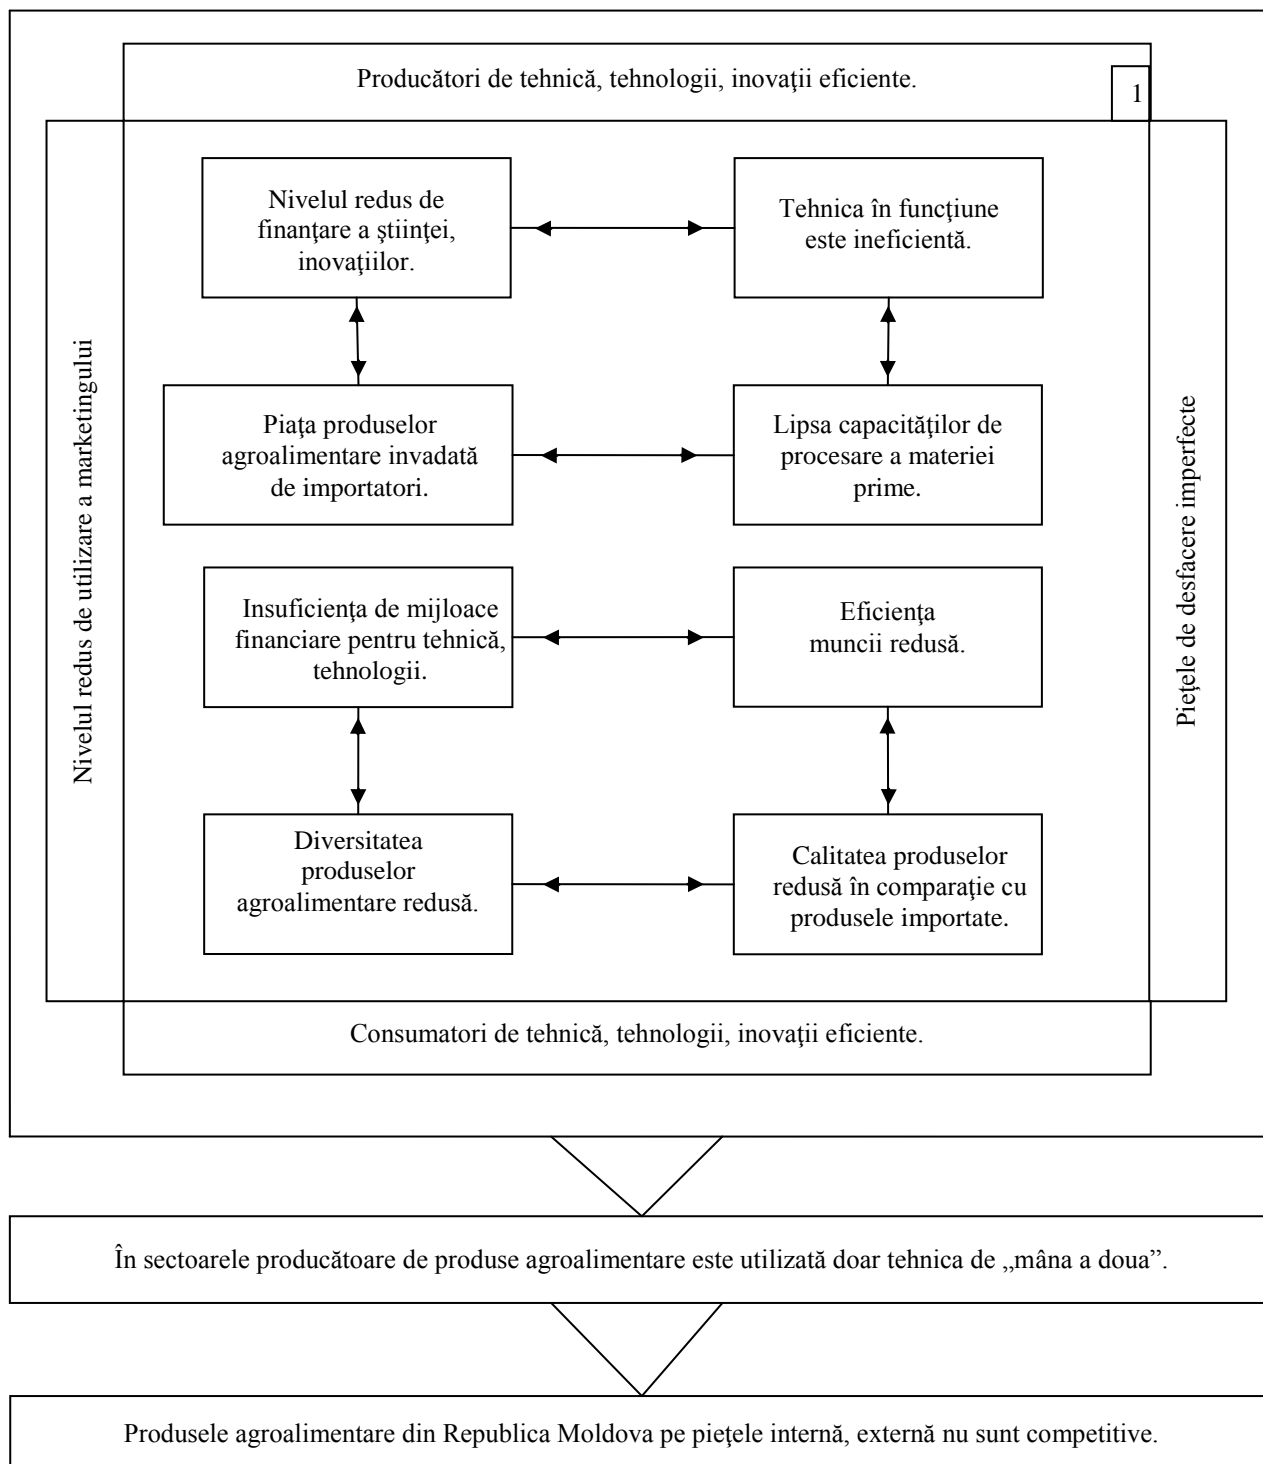 Producători de tehnică, tehnologii, inovaţii eficiente.
1
Nivelul redus de utilizare a marketingului
Nivelul redus de
finanţare a ştiinţei,
inovaţiilor.
Tehnica în funcţiune
este ineficientă.
Piaţa produselor
agroalimentare invadată
de importatori.
Lipsa capacităţilor de
procesare a materiei
prime.
Insuficienţa de mijloace
financiare pentru tehnică,
tehnologii.
Eficienţa
muncii redusă.
Diversitatea
produselor
agroalimentare redusă.
Calitatea produselor
redusă în comparaţie cu
produsele importate.
Pieţele de desfacere imperfecte
Consumatori de tehnică, tehnologii, inovaţii eficiente.
În sectoarele producătoare de produse agroalimentare este utilizată doar tehnica de „mâna a doua”.
Produsele agroalimentare din Republica Moldova pe pieţele internă, externă nu sunt competitive.